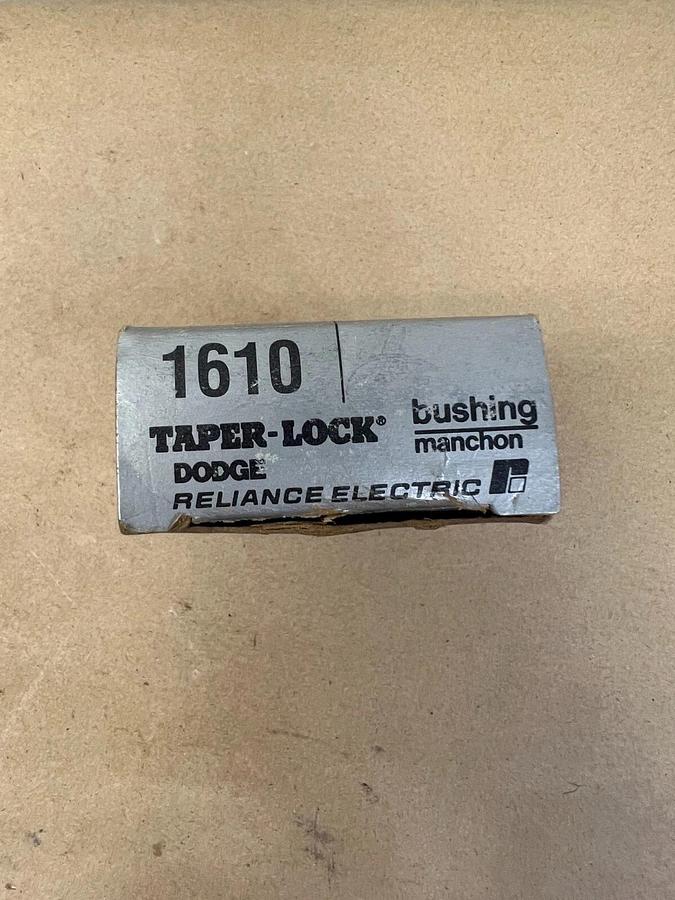 1610
TAPER-LOCK®
bushing
manchon
DODGE
RELIANCE ELECTRIC